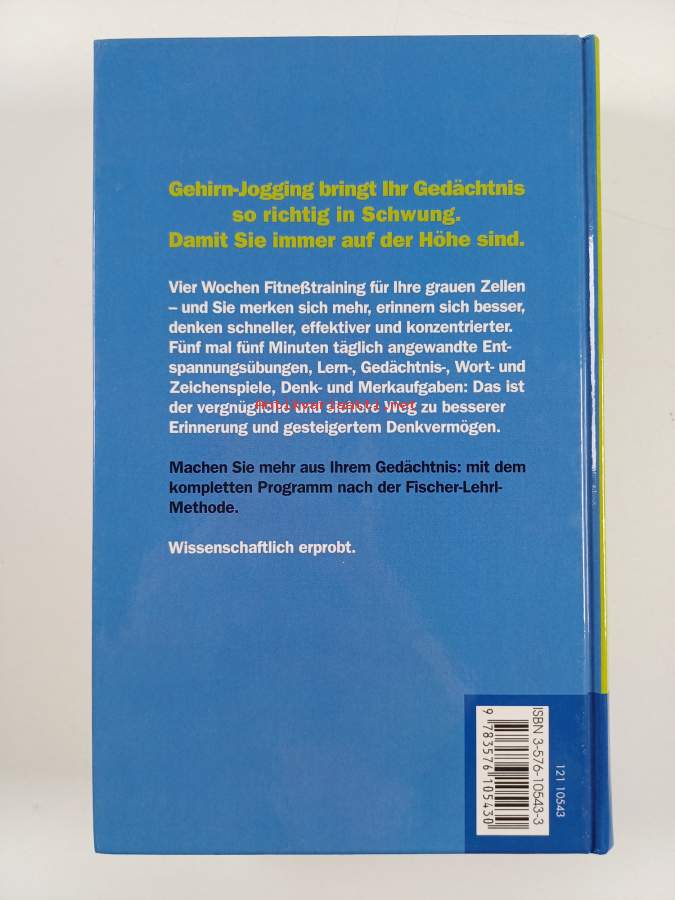 Gehirn-Jogging bringt Ihr Gedächtnis
so richtig in Schwung.
Damit Sie immer auf der Höhe sind.
Vier Wochen Fitneßtraining für Ihre grauen Zellen
– und Sie merken sich mehr, erinnern sich besser,
denken schneller, effektiver und konzentrierter.
Fünf mal fünf Minuten täglich angewandte Ent-
spannungsübungen, Lern-, Gedächtnis-, Wort- und
Zeichenspiele, Denk- und Merkaufgaben: Das ist
der vergnügliche und sichere Weg zu besserer
Erinnerung und gesteigertem Denkvermögen.
Machen Sie mehr aus Ihrem Gedächtnis: mit dem
kompletten Programm nach der Fischer-Lehrl-
Methode.
Wissenschaftlich erprobt.
ISBN 3-576-10543-3
9 783576 105430
121 10543